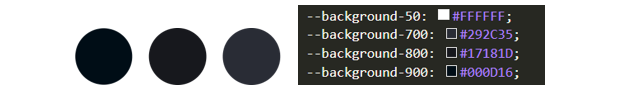 --background-50: #FFFFFF;
--background-700: #292C35;
--background-800: #17181D;
--background-900: #000D16;